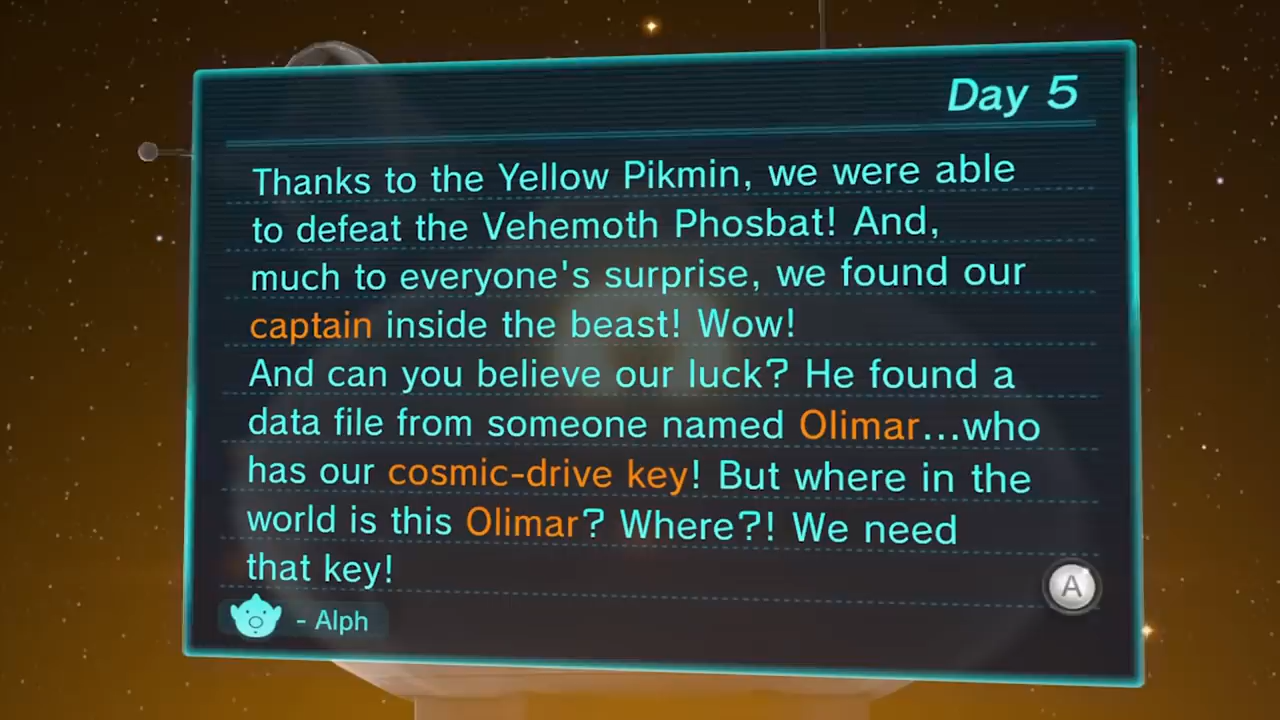 Day 5
Thanks to the Yellow Pikmin, we were able
to defeat the Vehemoth Phosbat! And,
much to everyone's surprise, we found our
captain inside the beast! Wow!
And can you believe our luck? He found a
data file from someone named Olimar...who
has our cosmic-drive key! But where in the
world is this Olimar? Where?! We need
that key!
A
- Alph